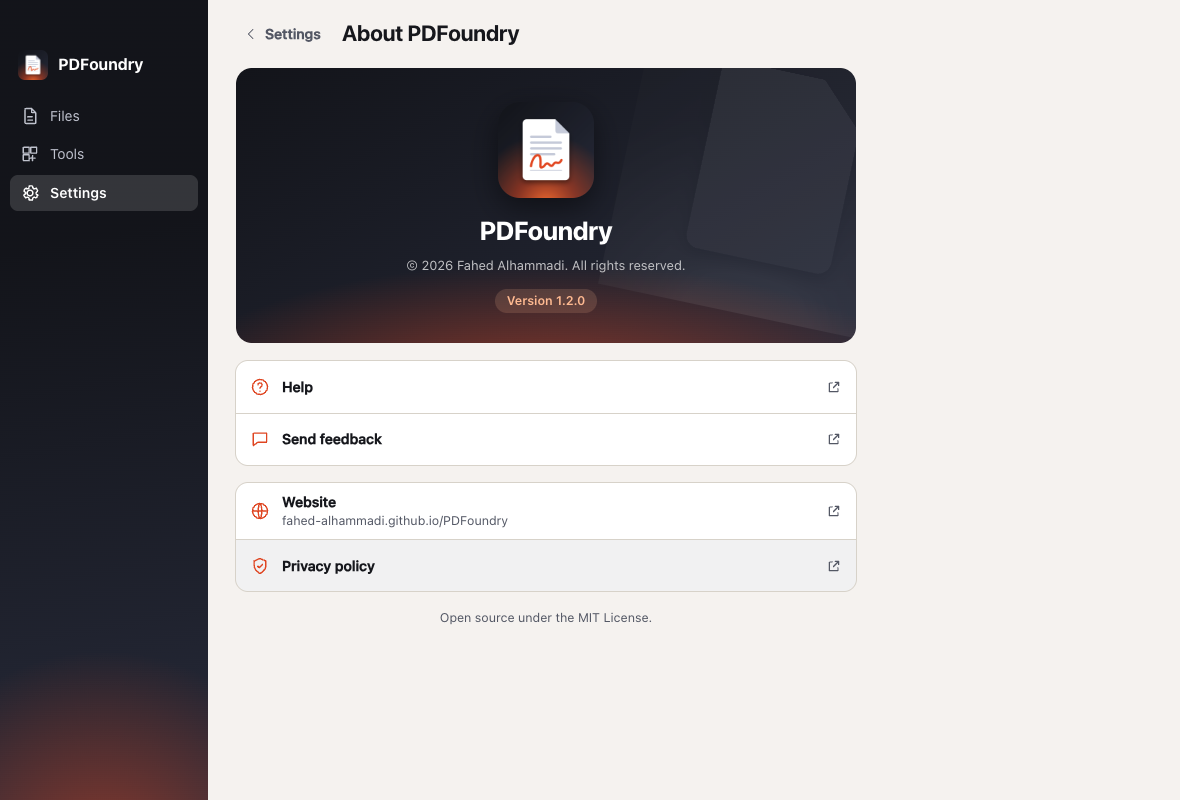 PDFoundry
Files
Tools
Settings
Settings
About PDFoundry
PDFoundry
© 2026 Fahed Alhammadi. All rights reserved.
Version 1.2.0
Help
Send feedback
Website
fahed-alhammadi.github.io/PDFoundry
Privacy policy
Open source under the MIT License.